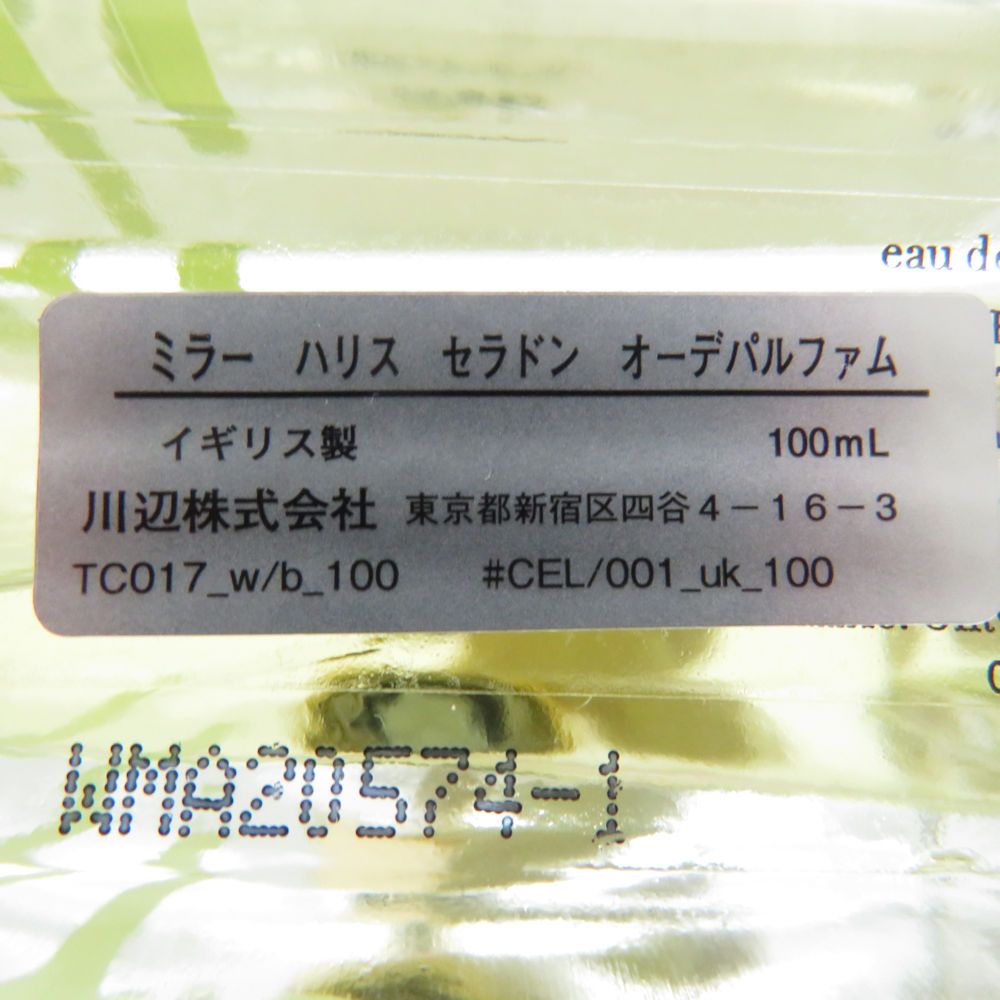 eau
ミラー ハリス セラドン オーデパルファム
イギリス製 100mL
川辺株式会社 東京都新宿区四谷4－16－3
TC017_w/b_100 #CEL/001_uk_100
WMA20574-1